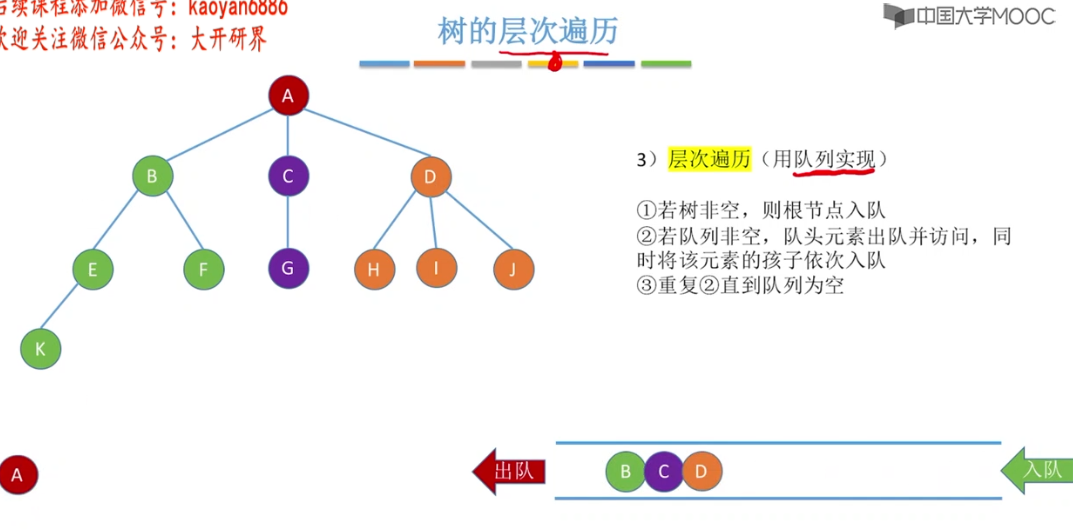 后续课程添加微信号：kaoyan6886
欢迎关注微信公众号：大开研界
中国大学MOOC
树的层次遍历
A
B
C
D
E
F
G
H
I
J
K
3）层次遍历（用队列实现）
①若树非空，则根节点入队
②若队列非空，队头元素出队并访问，同
时将该元素的孩子依次入队
③重复②直到队列为空
A
出队
B
C
D
入队